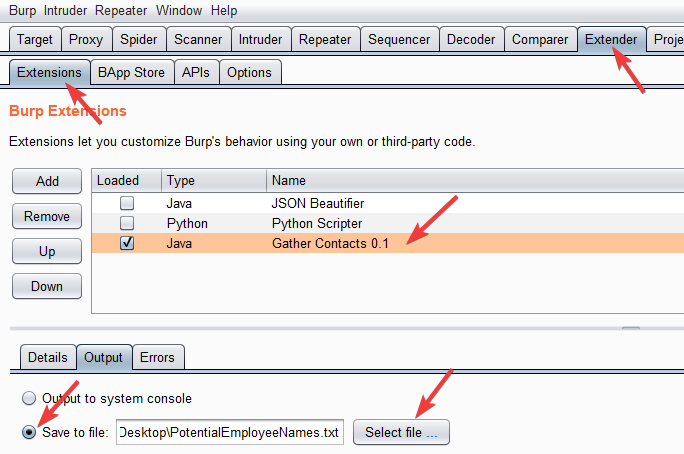 Burp Intruder Repeater Window Help
Target Proxy Spider Scanner Intruder Repeater Sequencer Decoder Comparer Extender Proje
Extensions BApp Store APIs Options
Burp Extensions
Extensions let you customize Burp's behavior using your own or third-party code.
Add Loaded Type Name
Java JSON Beautifier
Remove Python Python Scripter
Java Gather Contacts 0.1
Up
Down
Details Output Errors
Output to system console
Save to file: Desktop\PotentialEmployeeNames.txt Select file ...